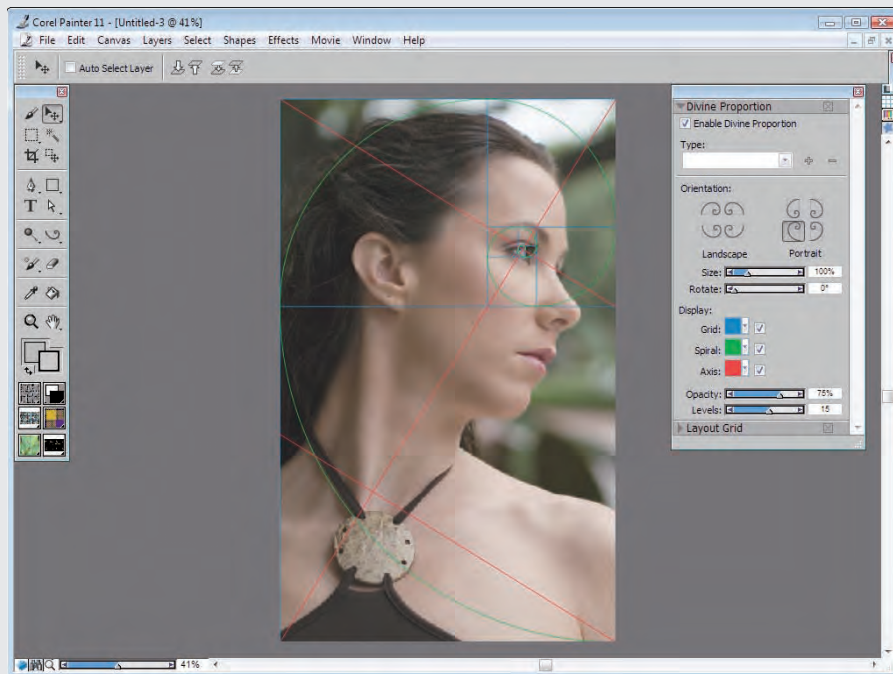 Corel Painter 11 - [Untitled-3 @ 41%]
File Edit Canvas Layers Select Shapes Effects Movie Window Help
Auto Select Layer
Divine Proportion
Enable Divine Proportion
Type:
Orientation:
Landscape Portrait
Size: 100%
Rotate: 0°
Display:
Grid:
Spiral:
Axis:
Opacity: 75%
Levels: 15
Layout Grid
T
41%